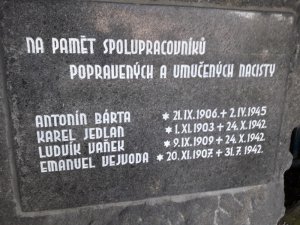 NA PAMĚT SPOLUPRACOVNÍKŮ
POPRAVENÝCH A UMUČENÝCH NACISTY
ANTONÍN BÁRTA * 21. IX. 1906 + 2. IV. 1945
KAREL JEDLAN * 1. XI. 1903 + 24. X. 1942.
LUDVÍK VAŇEK * 9. IX. 1909 + 24. X. 1942.
EMANUEL VEJVODA * 20. XI. 1907 + 31. 7. 1942.